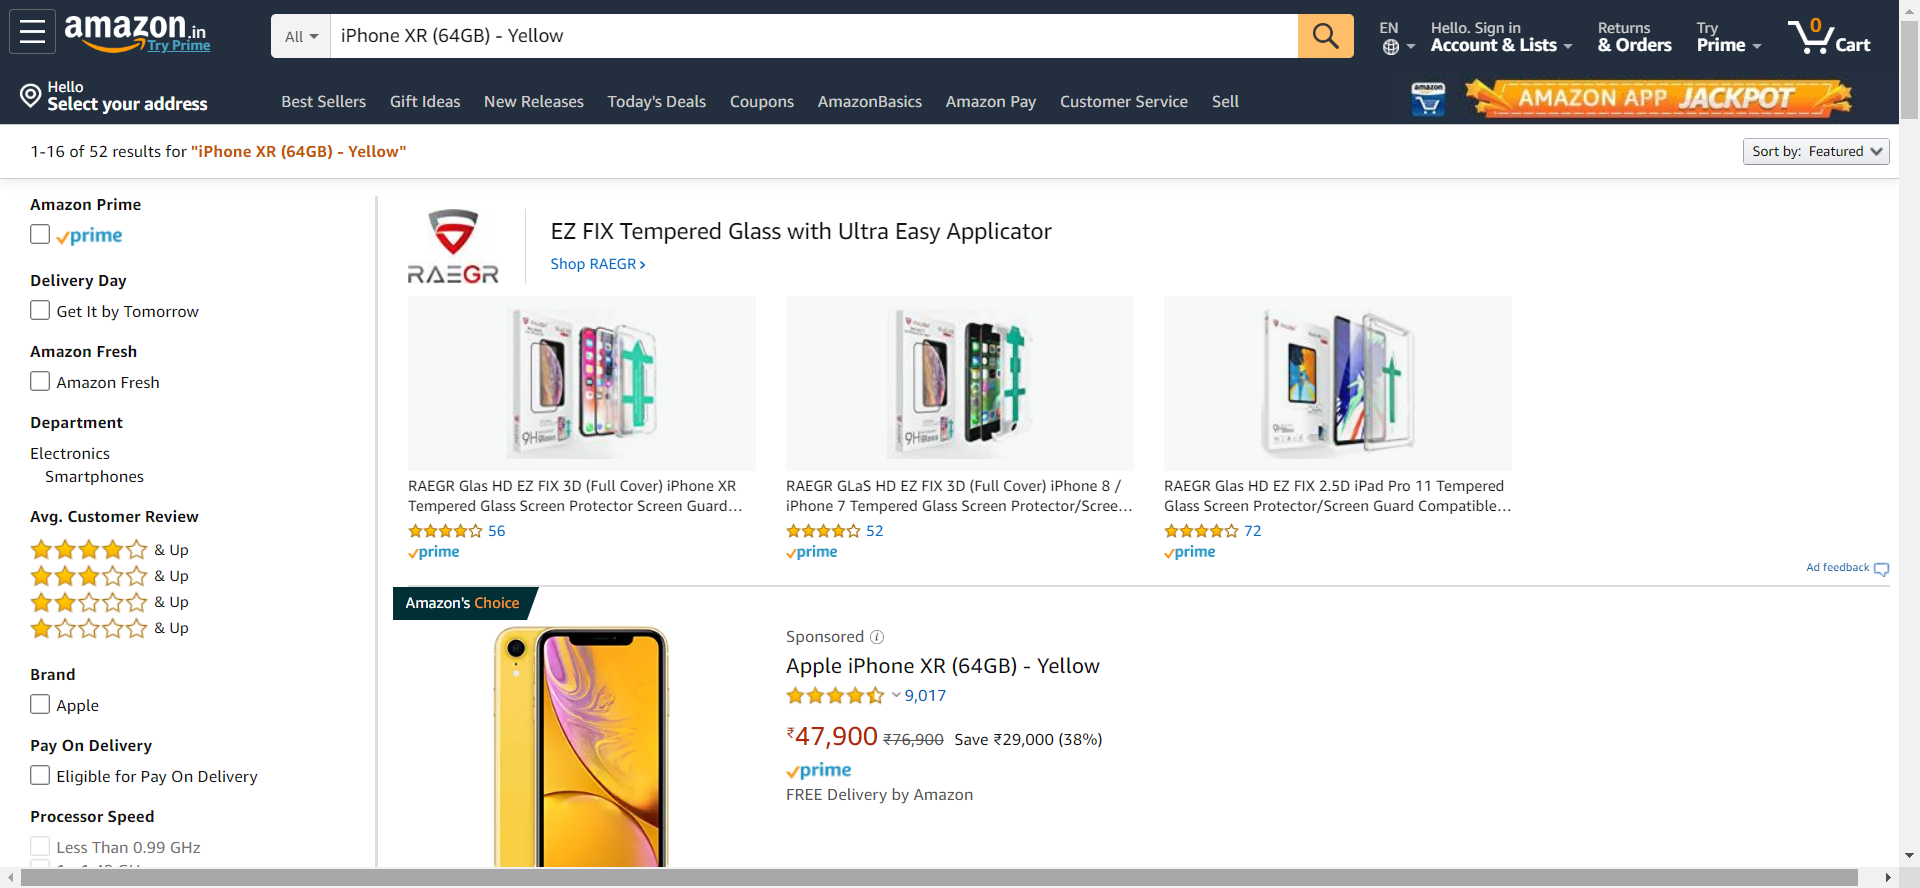 amazon.in
Try Prime
All
iPhone XR (64GB) - Yellow
EN
Hello. Sign in
Account & Lists
Returns
& Orders
Try
Prime
0
Cart
Hello
Select your address
Best Sellers
Gift Ideas
New Releases
Today's Deals
Coupons
AmazonBasics
Amazon Pay
Customer Service
Sell
amazon
AMAZON APP JACKPOT
1-16 of 52 results for "iPhone XR (64GB) - Yellow"
Sort by: Featured
Amazon Prime
prime
Delivery Day
Get It by Tomorrow
Amazon Fresh
Amazon Fresh
Department
Electronics
Smartphones
Avg. Customer Review
& Up
& Up
& Up
& Up
Brand
Apple
Pay On Delivery
Eligible for Pay On Delivery
Processor Speed
Less Than 0.99 GHz
RAEGR
EZ FIX Tempered Glass with Ultra Easy Applicator
Shop RAEGR ›
9H
Glass
9H
Glass
9H
RAEGR Glas HD EZ FIX 3D (Full Cover) iPhone XR
Tempered Glass Screen Protector Screen Guard…
56
prime
RAEGR GLaS HD EZ FIX 3D (Full Cover) iPhone 8 /
iPhone 7 Tempered Glass Screen Protector/Scree…
52
prime
RAEGR Glas HD EZ FIX 2.5D iPad Pro 11 Tempered
Glass Screen Protector/Screen Guard Compatible…
72
prime
Ad feedback
Amazon's Choice
Sponsored
Apple iPhone XR (64GB) - Yellow
9,017
₹47,900 ₹76,900 Save ₹29,000 (38%)
prime
FREE Delivery by Amazon